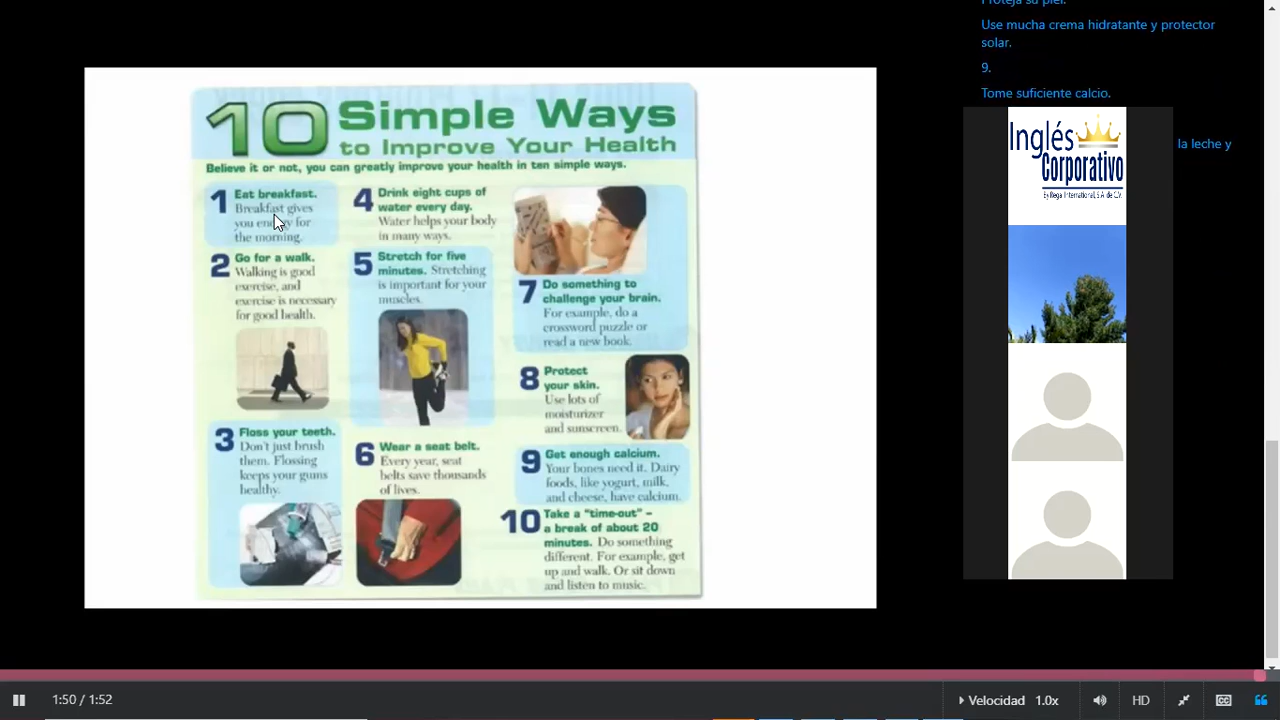 Proteja su piel.
Use mucha crema hidratante y protector
solar.
9.
Tome suficiente calcio.
la leche y
Inglés
Corporativo
By Rega International, S.A. de C.V.
10 Simple Ways
to Improve Your Health
Believe it or not, you can greatly improve your health in ten simple ways.
1 Eat breakfast.
Breakfast gives
you energy for
the morning.
2 Go for a walk.
Walking is good
exercise, and
exercise is necessary
for good health.
3 Floss your teeth.
Don't just brush
them. Flossing
keeps your gums
healthy.
4 Drink eight cups of
water every day.
Water helps your body
in many ways.
5 Stretch for five
minutes. Stretching
is important for your
muscles.
6 Wear a seat belt.
Every year, seat
belts save thousands
of lives.
7 Do something to
challenge your brain.
For example, do a
crossword puzzle or
read a new book.
8 Protect
your skin.
Use lots of
moisturizer
and sunscreen.
9 Get enough calcium.
Your bones need it. Dairy
foods, like yogurt, milk,
and cheese, have calcium.
10 Take a "time-out" –
a break of about 20
minutes. Do something
different. For example, get
up and walk. Or sit down
and listen to music.
1:50 / 1:52
Velocidad 1.0x
HD